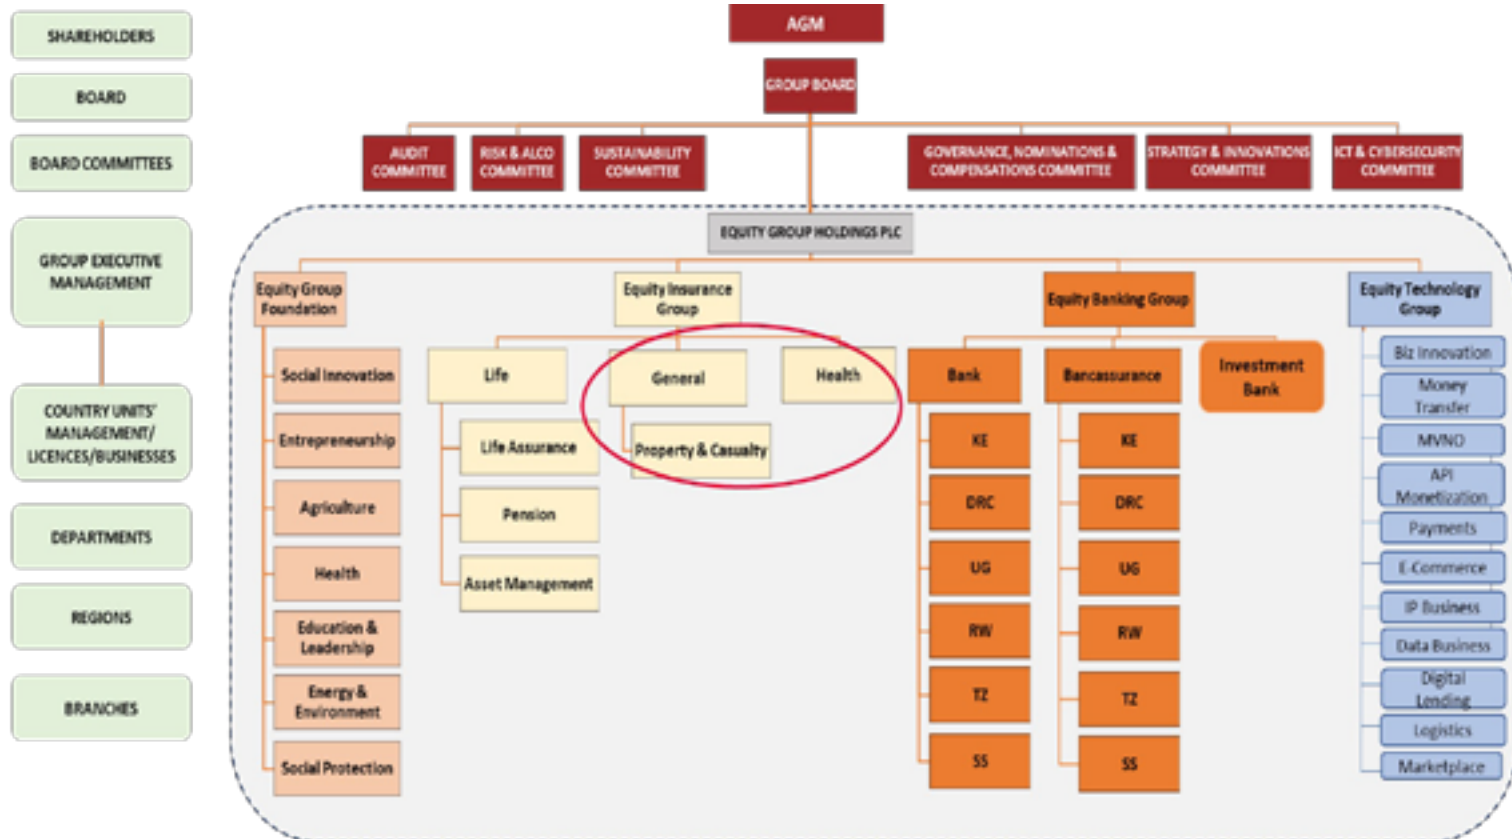 SHAREHOLDERS
BOARD
BOARD COMMITTEES
GROUP EXECUTIVE
MANAGEMENT
COUNTRY UNITS'
MANAGEMENT/
LICENCES/BUSINESSES
DEPARTMENTS
REGIONS
BRANCHES
AGM
GROUP BOARD
AUDIT
COMMITTEE
RISK & ALCO
COMMITTEE
SUSTAINABILITY
COMMITTEE
GOVERNANCE, NOMINATIONS &
COMPENSATIONS COMMITTEE
STRATEGY & INNOVATIONS
COMMITTEE
ICT & CYBERSECURITY
COMMITTEE
EQUITY GROUP HOLDINGS PLC
Equity Group
Foundation
Social Innovation
Entrepreneurship
Agriculture
Health
Education &
Leadership
Energy &
Environment
Social Protection
Equity Insurance
Group
Life
Life Assurance
Pension
Asset Management
General
Property & Casualty
Health
Equity Banking Group
Bank
KE
DRC
UG
RW
TZ
SS
Bancassurance
KE
DRC
UG
RW
TZ
SS
Investment
Bank
Equity Technology
Group
Biz Innovation
Money
Transfer
MVNO
API
Monetization
Payments
E-Commerce
IP Business
Data Business
Digital
Lending
Logistics
Marketplace